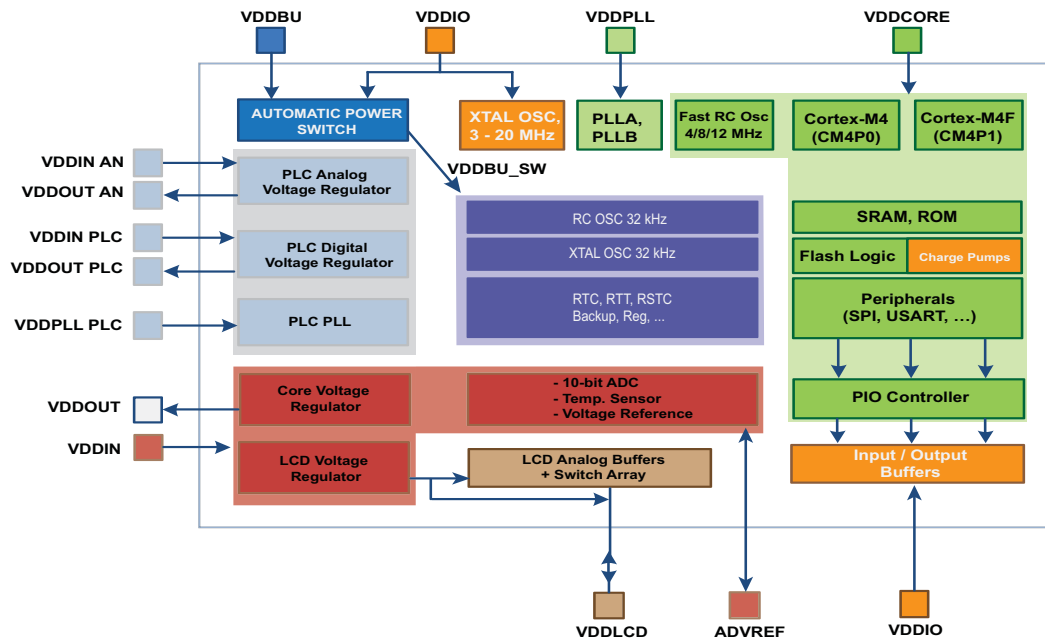 VDDBU
VDDIO
VDDPLL
VDDCORE
AUTOMATIC POWER
SWITCH
XTAL OSC,
3 - 20 MHz
PLLA,
PLLB
Fast RC Osc
4/8/12 MHz
Cortex-M4
(CM4P0)
Cortex-M4F
(CM4P1)
VDDBU_SW
VDDIN AN
VDDOUT AN
PLC Analog
Voltage Regulator
VDDIN PLC
VDDOUT PLC
PLC Digital
Voltage Regulator
VDDPLL PLC
PLC PLL
RC OSC 32 kHz
XTAL OSC 32 kHz
RTC, RTT, RSTC
Backup, Reg, ...
SRAM, ROM
Flash Logic
Charge Pumps
Peripherals
(SPI, USART, ...)
VDDOUT
VDDIN
Core Voltage
Regulator
- 10-bit ADC
- Temp. Sensor
- Voltage Reference
PIO Controller
LCD Voltage
Regulator
LCD Analog Buffers
+ Switch Array
Input / Output
Buffers
VDDLCD
ADVREF
VDDIO